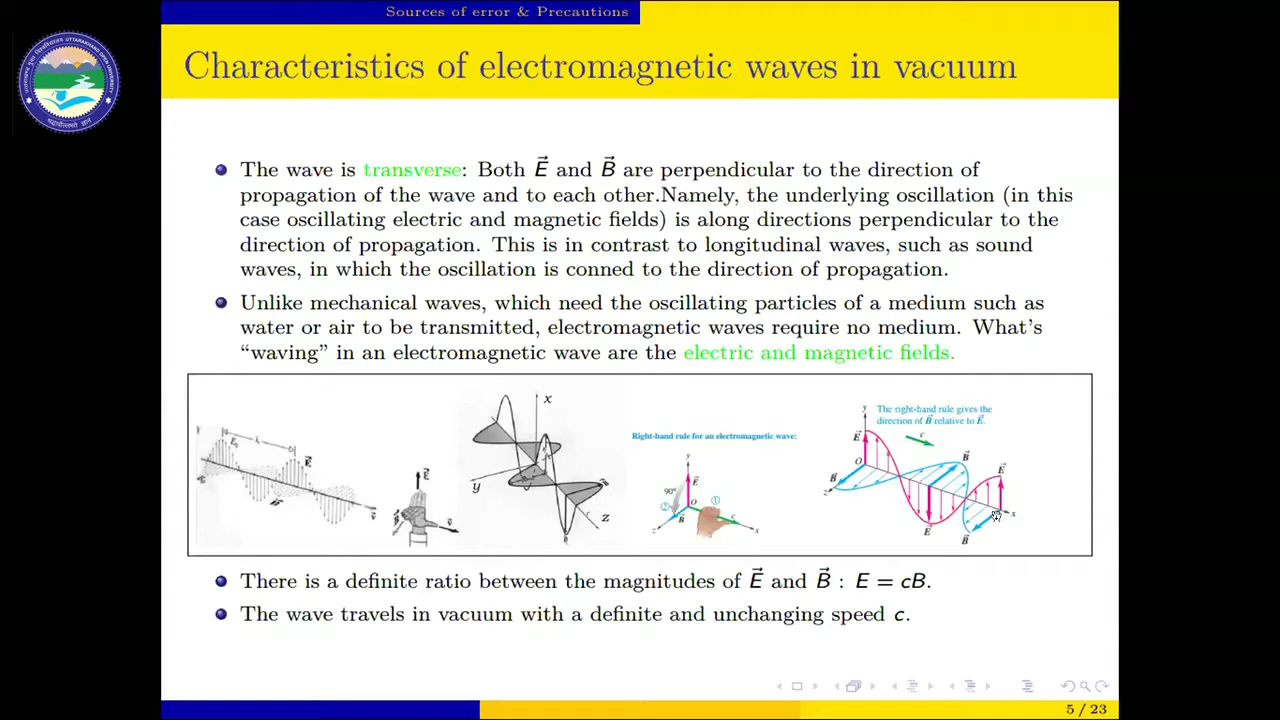 Sources of error & Precautions
Characteristics of electromagnetic waves in vacuum
The wave is transverse: Both E⃗ and B⃗ are perpendicular to the direction of
propagation of the wave and to each other.Namely, the underlying oscillation (in this
case oscillating electric and magnetic fields) is along directions perpendicular to the
direction of propagation. This is in contrast to longitudinal waves, such as sound
waves, in which the oscillation is conned to the direction of propagation.
Unlike mechanical waves, which need the oscillating particles of a medium such as
water or air to be transmitted, electromagnetic waves require no medium. What's
“waving” in an electromagnetic wave are the electric and magnetic fields.
x
y
z
Right-hand rule for an electromagnetic wave:
y
E⃗
90°
O
①
②
B⃗
c
z
x
The right-hand rule gives the
direction of B⃗ relative to E⃗.
y
c
E⃗
O
B⃗
z
B⃗
E⃗
x
E⃗
B⃗
There is a definite ratio between the magnitudes of E⃗ and B⃗ : E = cB.
The wave travels in vacuum with a definite and unchanging speed c.
5 / 23